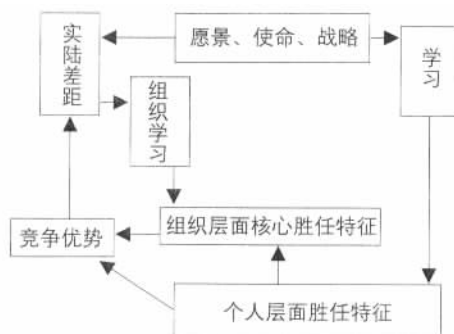 实陆差距
愿景、使命、战略
学习
组织学习
组织层面核心胜任特征
竞争优势
个人层面胜任特征